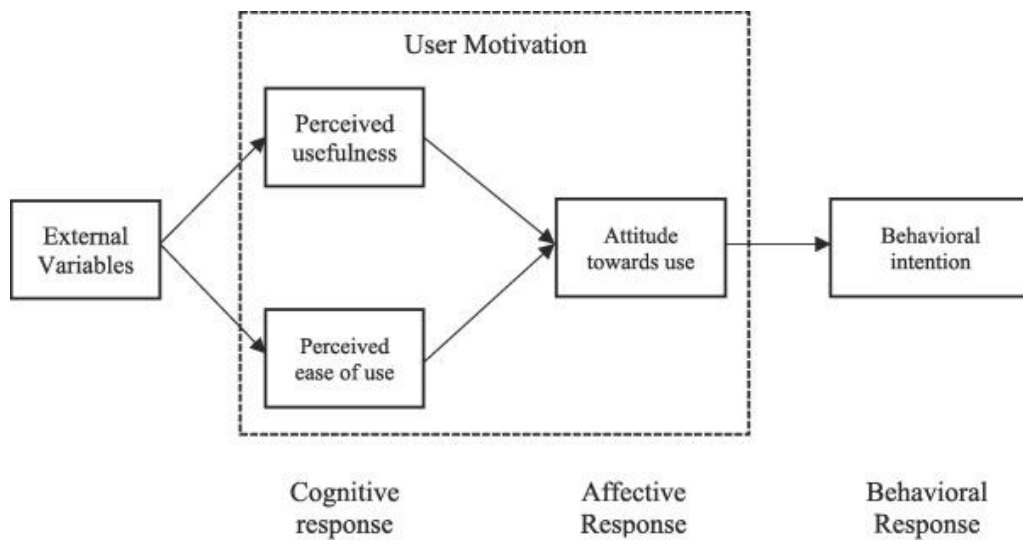 User Motivation
Perceived
usefulness
External
Variables
Attitude
towards use
Behavioral
intention
Perceived
ease of use
Cognitive
response
Affective
Response
Behavioral
Response